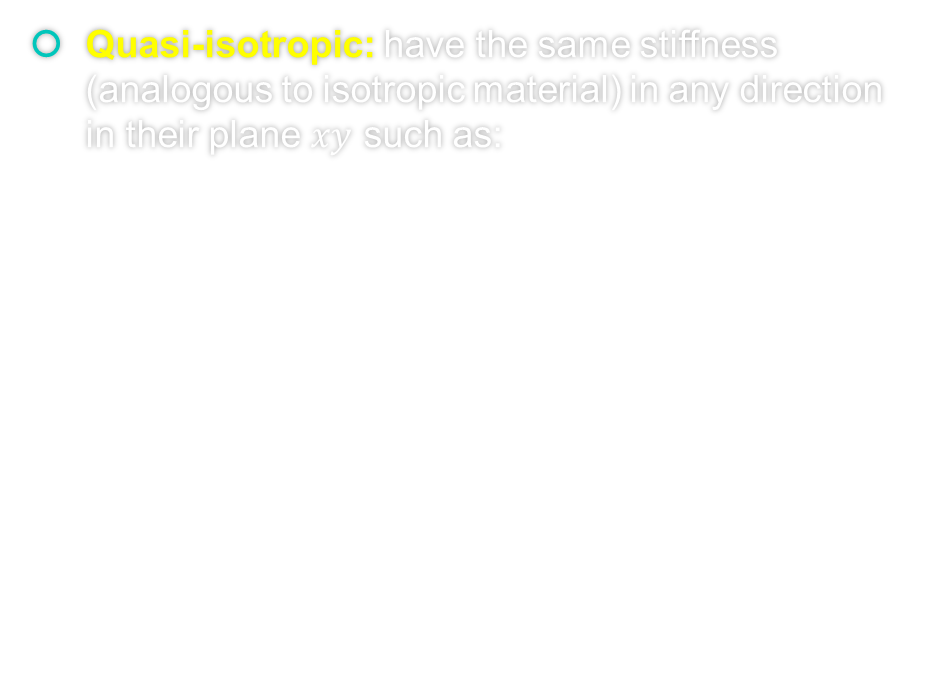 Quasi-isotropic: have the same stiffness
(analogous to isotropic material) in any direction
in their plane xy such as: